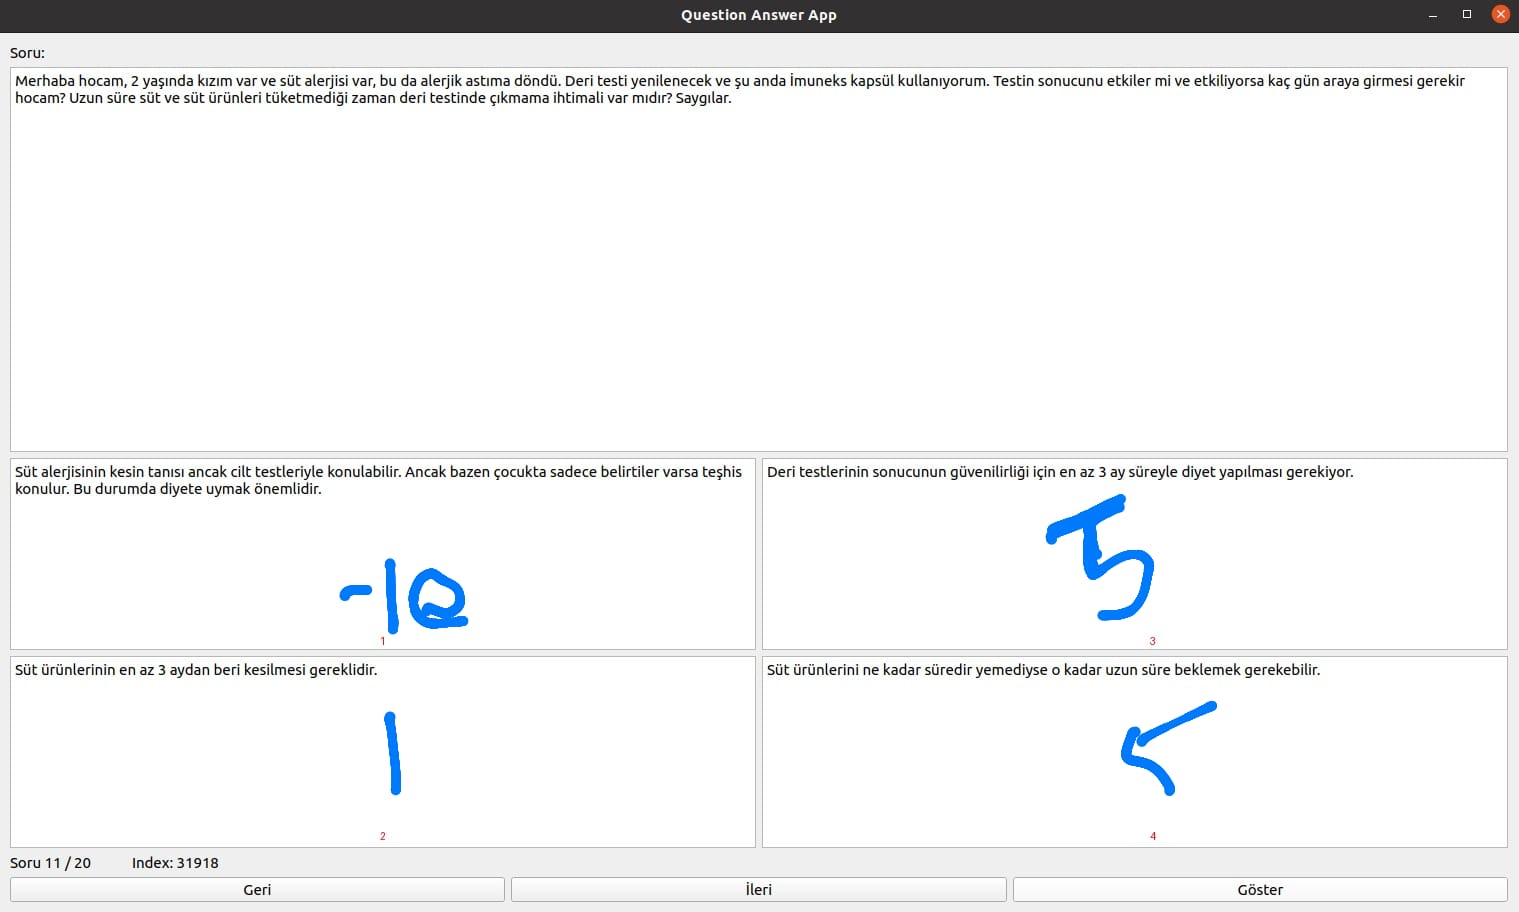 Question Answer App
Soru:
Merhaba hocam, 2 yaşında kızım var ve süt alerjisi var, bu da alerjik astıma döndü. Deri testi yenilenecek ve şu anda İmuneks kapsül kullanıyorum. Testin sonucunu etkiler mi ve etkiliyorsa kaç gün araya girmesi gerekir
hocam? Uzun süre süt ve süt ürünleri tüketmediği zaman deri testinde çıkmama ihtimali var mıdır? Saygılar.
Süt alerjisinin kesin tanısı ancak cilt testleriyle konulabilir. Ancak bazen çocukta sadece belirtiler varsa teşhis
konulur. Bu durumda diyete uymak önemlidir.
-10
1
Deri testlerinin sonucunun güvenilirliği için en az 3 ay süreyle diyet yapılması gerekiyor.
5
3
Süt ürünlerinin en az 3 aydan beri kesilmesi gereklidir.
1
2
Süt ürünlerini ne kadar süredir yemediyse o kadar uzun süre beklemek gerekebilir.
4
Soru 11 / 20
Index: 31918
Geri
İleri
Göster